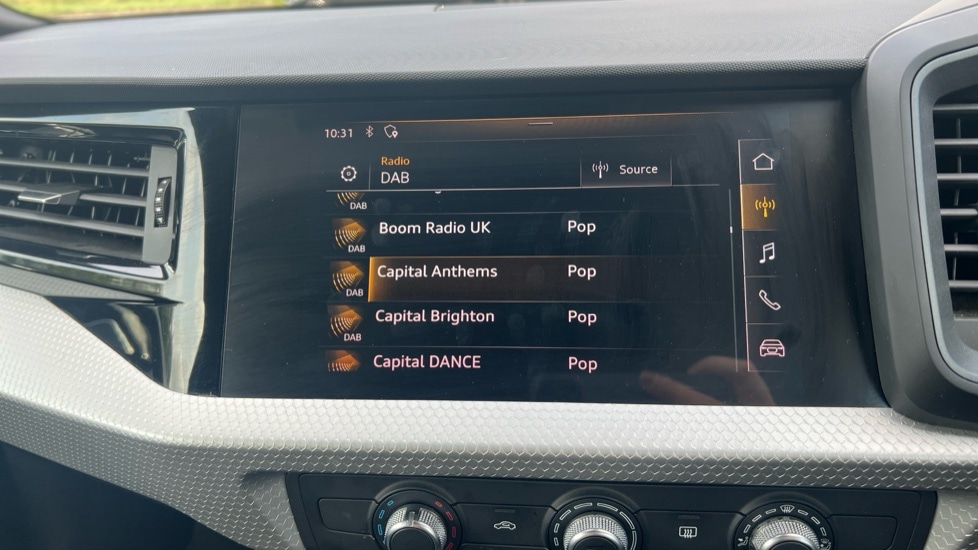 10:31
Radio
DAB
Source
DAB
Boom Radio UK Pop
DAB
Capital Anthems Pop
DAB
Capital Brighton Pop
DAB
Capital DANCE Pop